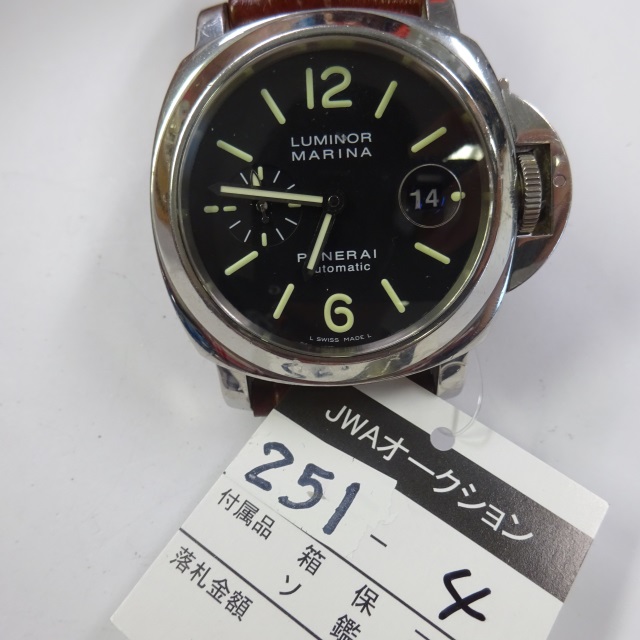 12
LUMINOR
MARINA
14
PANERAI
Automatic
6
L SWISS MADE L
JWAオークション
251-4
付属品 箱 保
ソ 鑑
落札金額